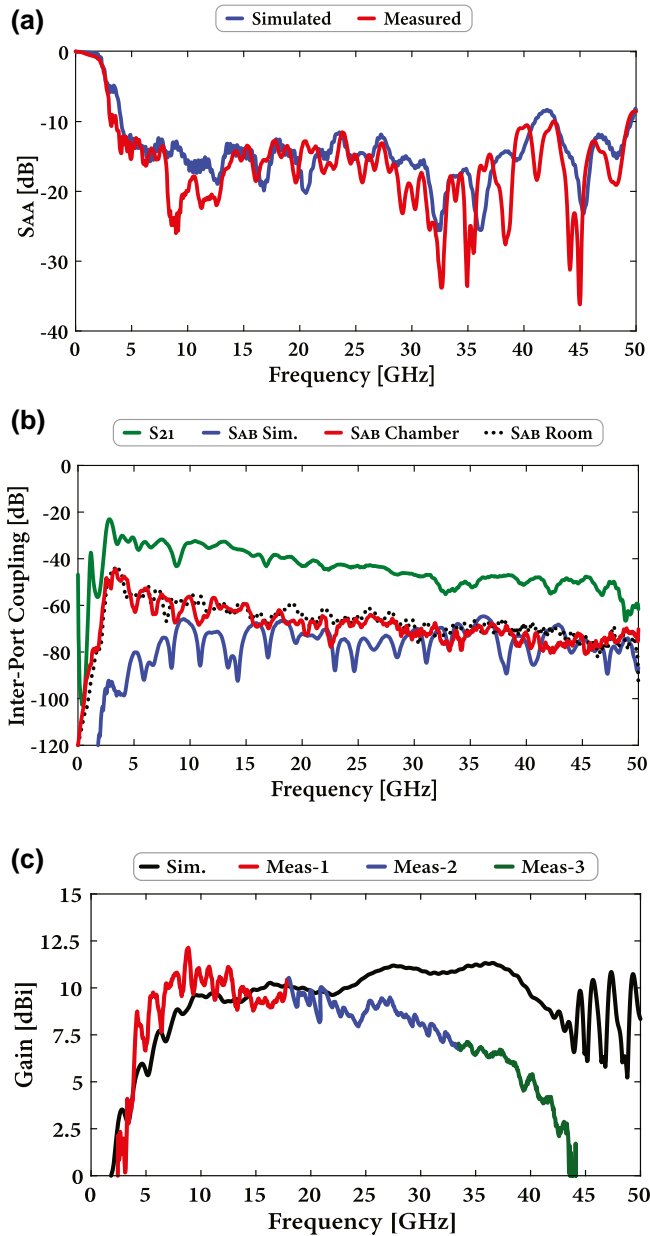 (a)
Simulated Measured
SAA [dB]
0
-10
-20
-30
-40
0 5 10 15 20 25 30 35 40 45 50
Frequency [GHz]
(b)
S21 SAB Sim. SAB Chamber SAB Room
Inter-Port Coupling [dB]
0
-20
-40
-60
-80
-100
-120
0 5 10 15 20 25 30 35 40 45 50
Frequency [GHz]
(c)
Sim. Meas-1 Meas-2 Meas-3
Gain [dBi]
15
12.5
10
7.5
5
2.5
0
0 5 10 15 20 25 30 35 40 45 50
Frequency [GHz]